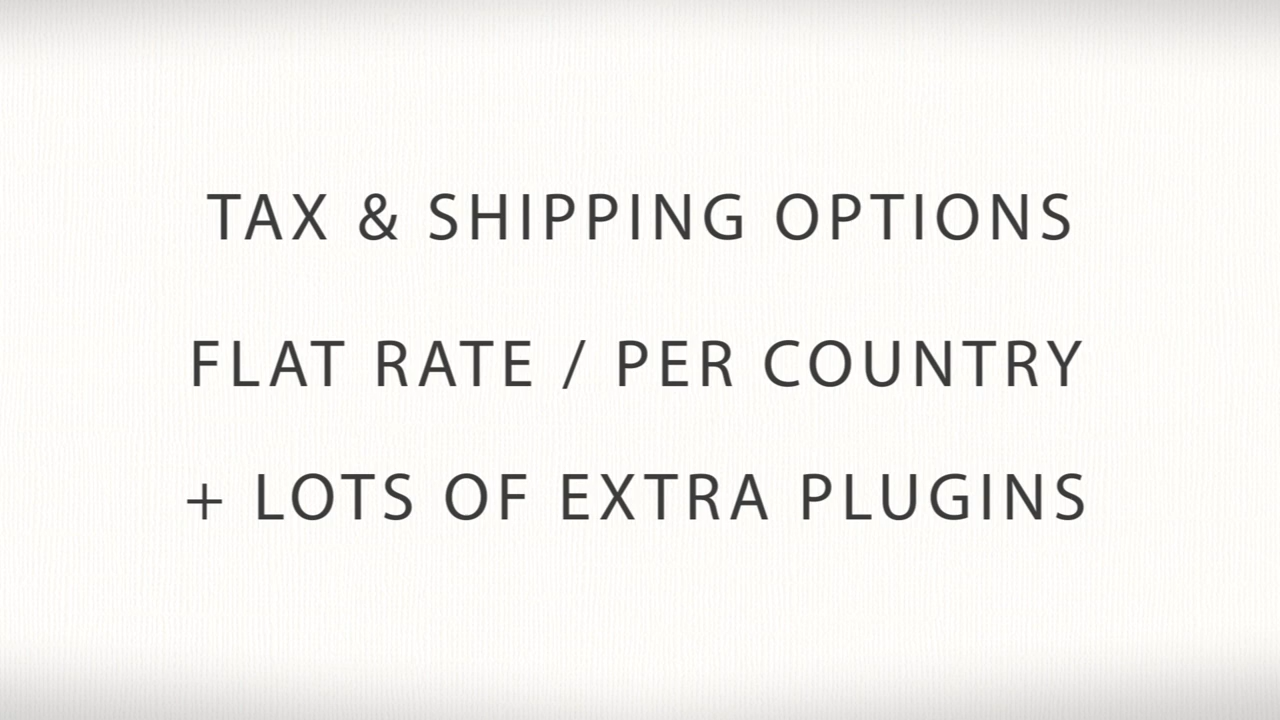 TAX & SHIPPING OPTIONS
FLAT RATE / PER COUNTRY
+ LOTS OF EXTRA PLUGINS